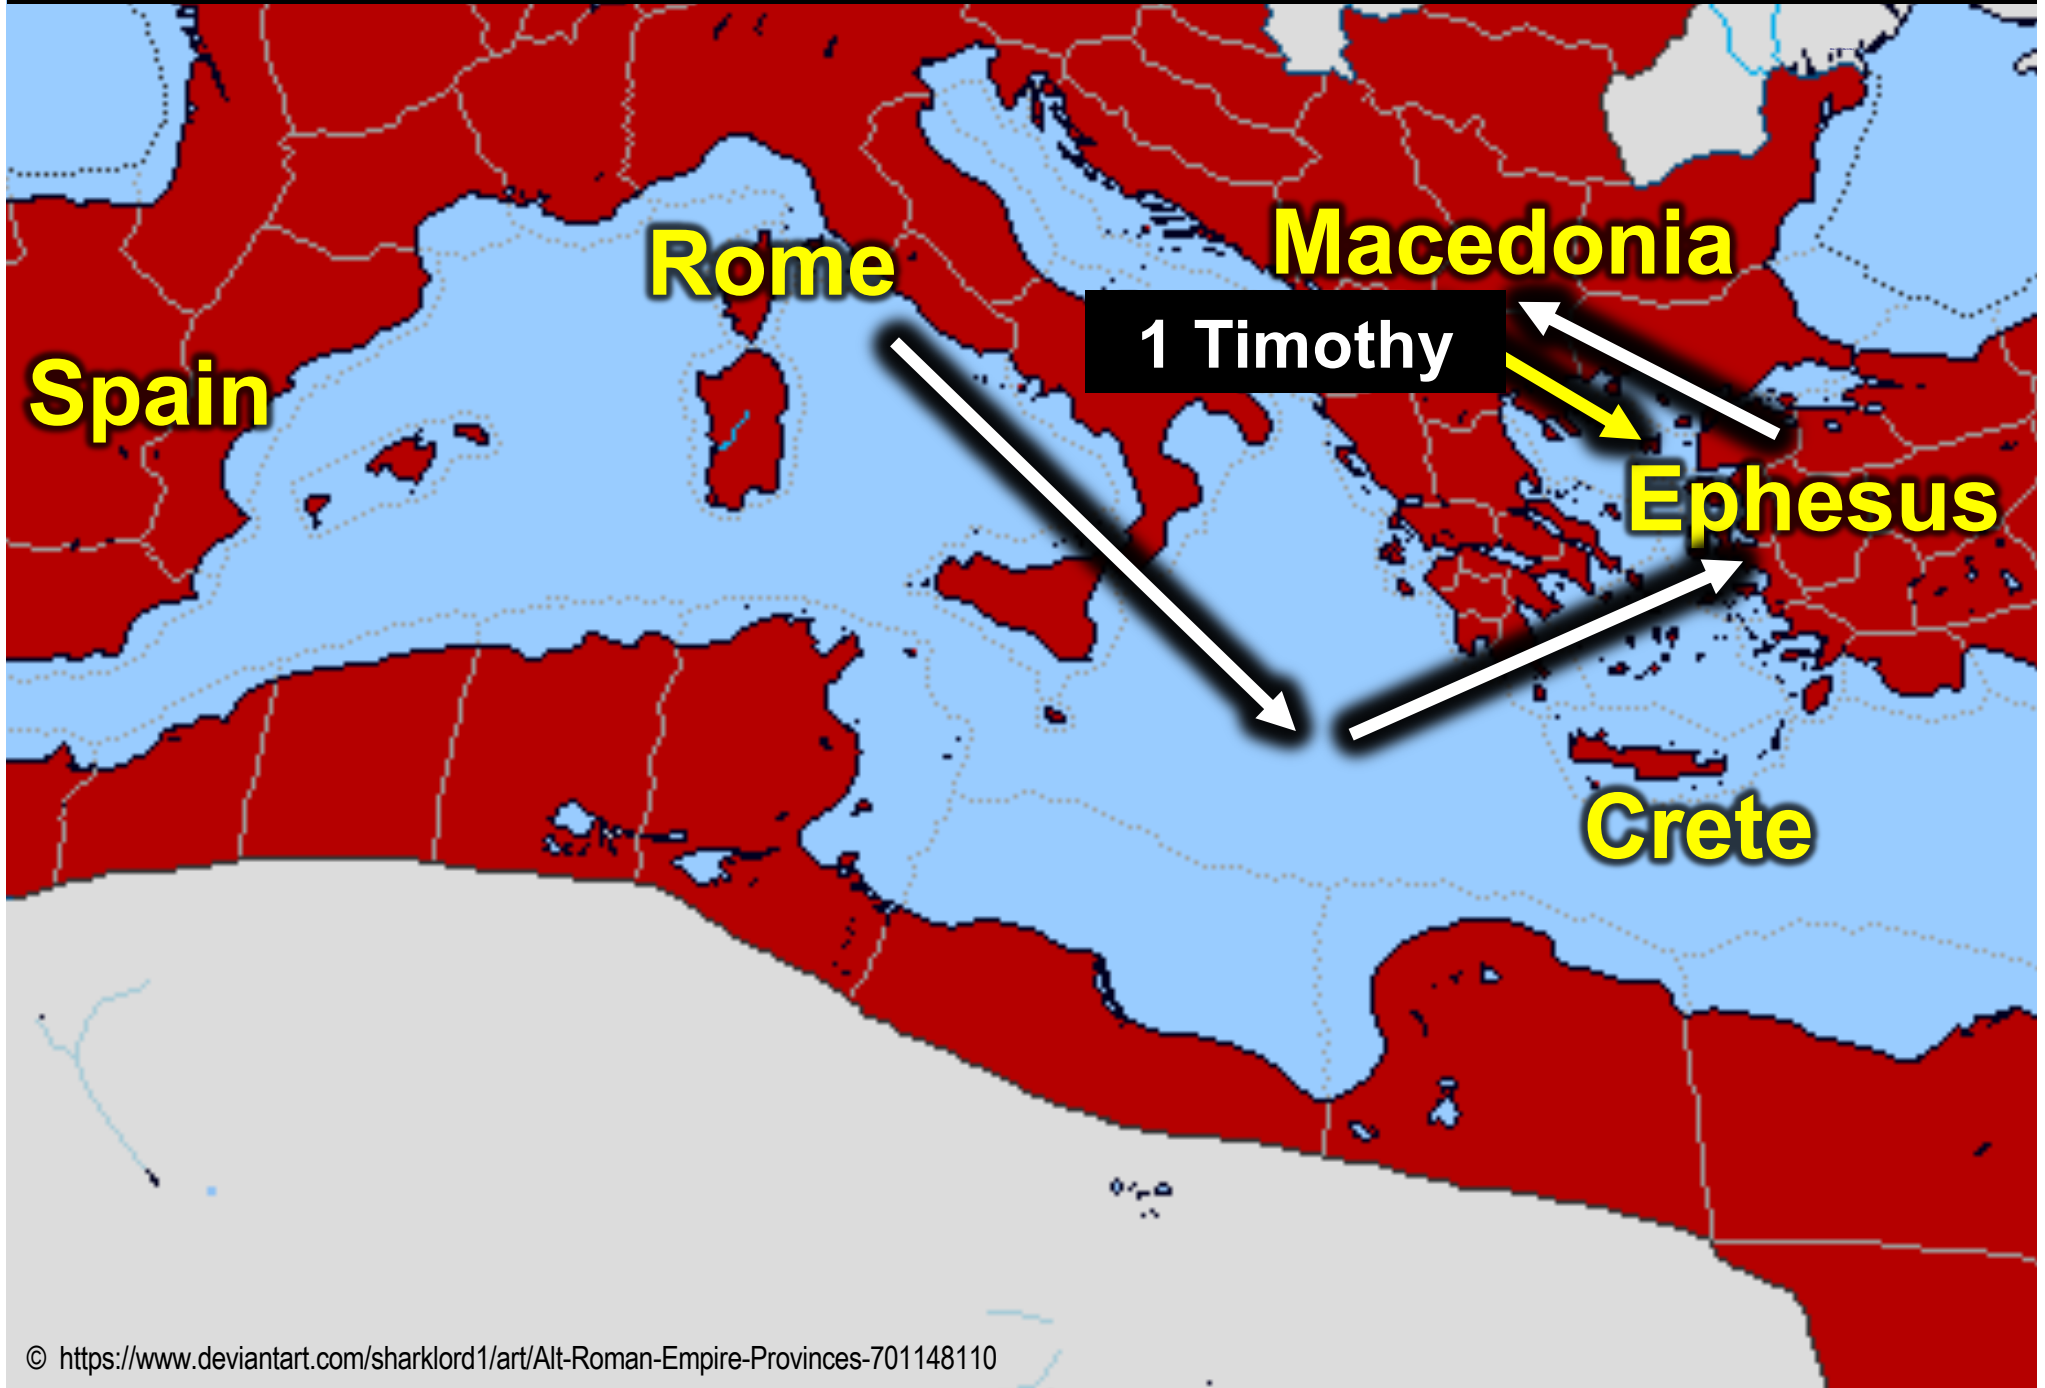 Macedonia
Rome
1 Timothy
Spain
Ephesus
Crete
© https://www.deviantart.com/sharklord1/art/Alt-Roman-Empire-Provinces-701148110